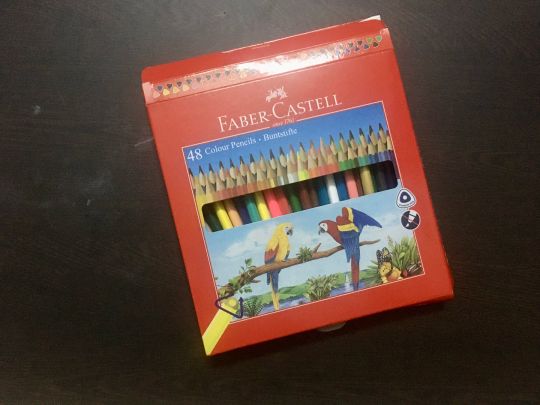 FABER-CASTELL
since 1761
48 Colour Pencils • Buntstifte